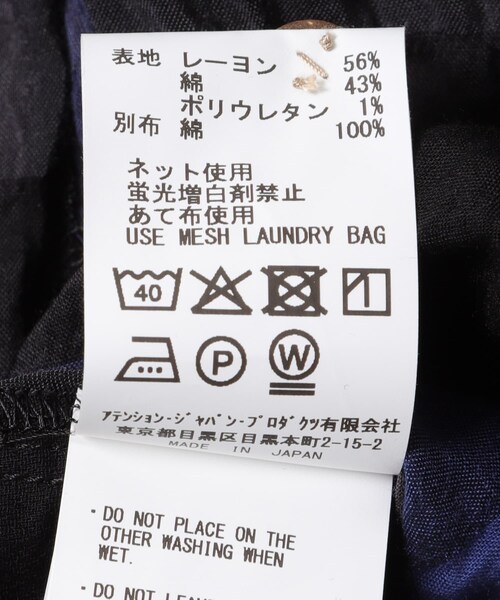 表地 レーヨン 56%
綿 43%
ポリウレタン 1%
別布 綿 100%
ネット使用
蛍光増白剤禁止
あて布使用
USE MESH LAUNDRY BAG
40
P W
アテンション-ジャパン-プロダクツ有限会社
東京都目黒区目黒本町2-15-2
MADE IN JAPAN
・DO NOT PLACE ON THE
OTHER WASHING WHEN
WET.
・DO NOT LEAVE